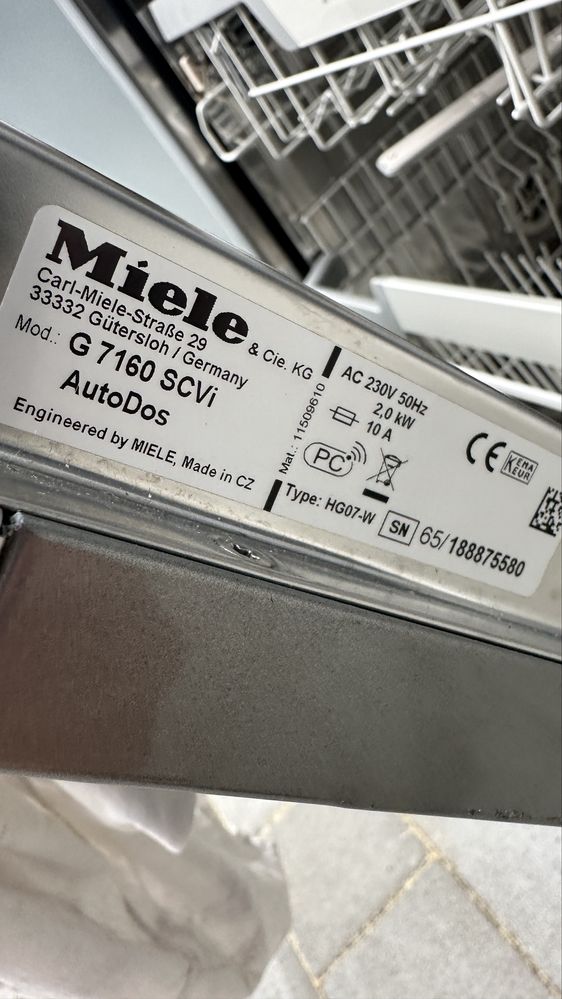 Miele & Cie. KG
Carl-Miele-Straße 29
33332 Gütersloh / Germany
Mod.: G 7160 SCVi
AutoDos
Engineered by MIELE, Made in CZ
Mat.: 11509610
AC 230V 50Hz
2,0 kW
10 A
PC
Type: HG07-W
SN 65/188875580
CE KEMA
EUR